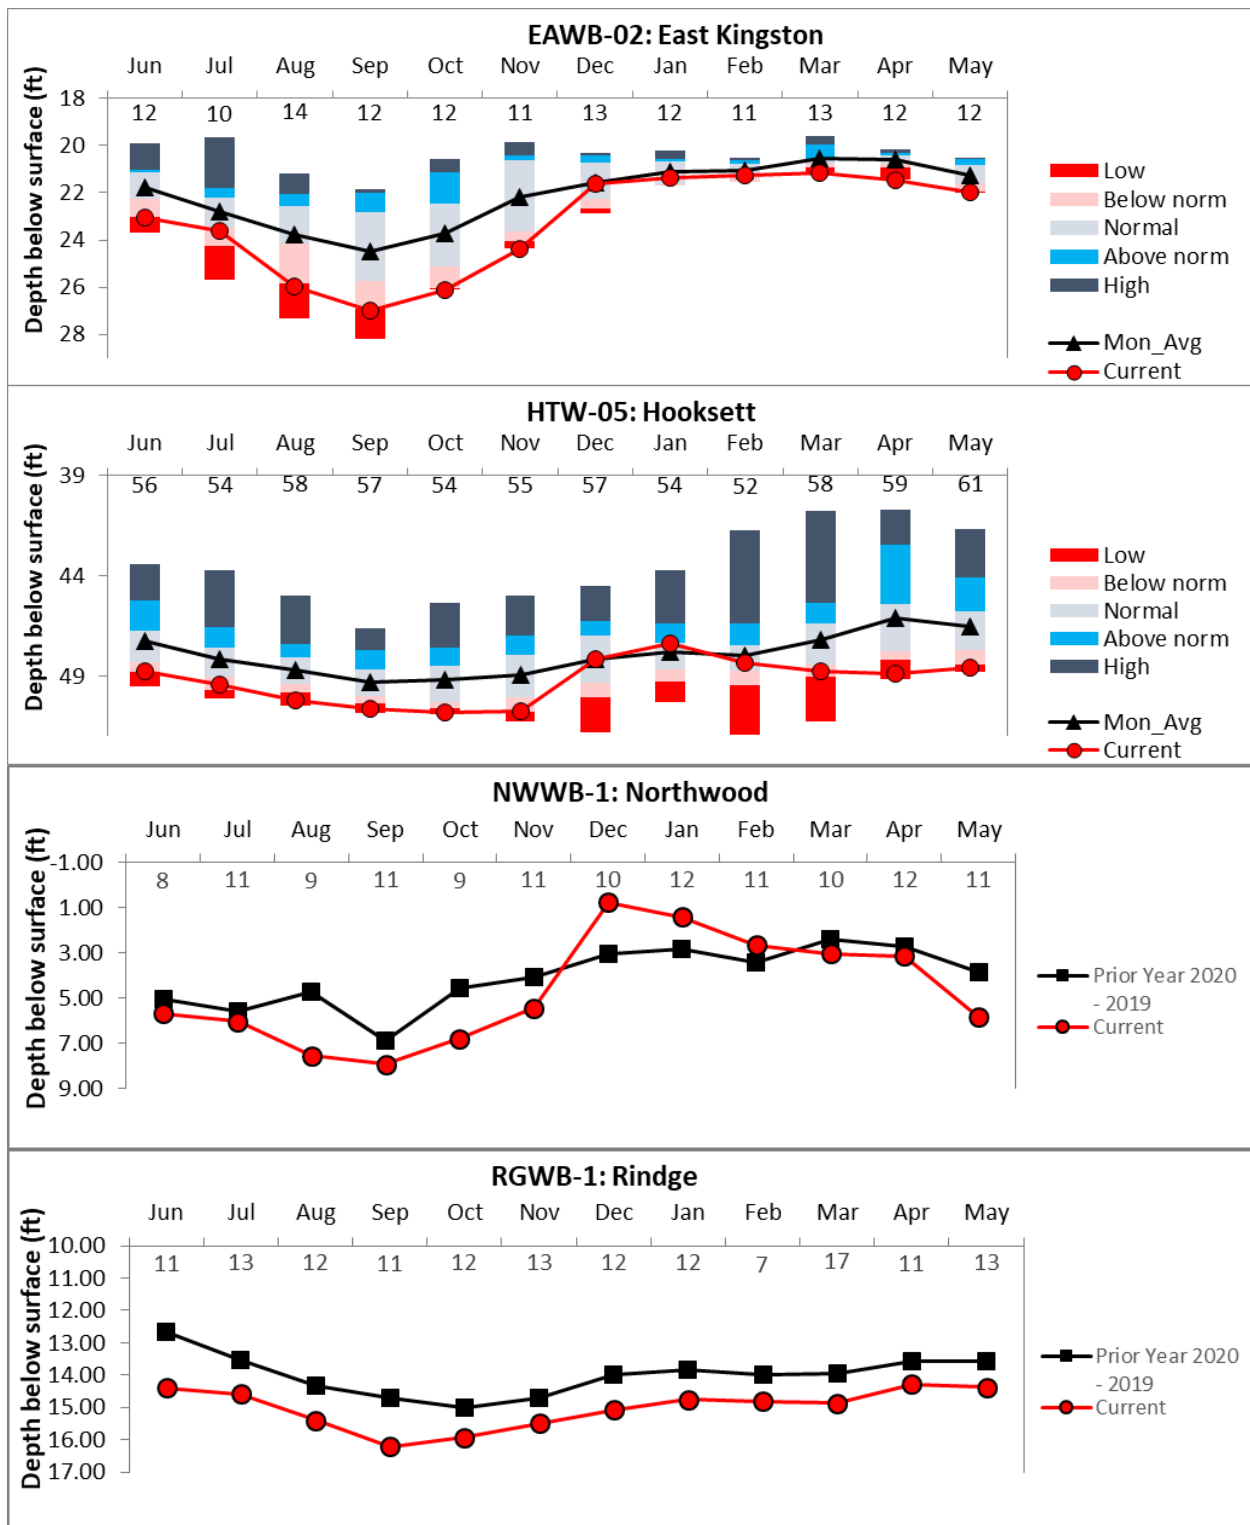 EAWB-02: East Kingston
Jun Jul Aug Sep Oct Nov Dec Jan Feb Mar Apr May
Depth below surface (ft)
18
20
22
24
26
28
12 10 14 12 12 11 13 12 11 13 12 12
Low
Below norm
Normal
Above norm
High
Mon_Avg
Current
HTW-05: Hooksett
Jun Jul Aug Sep Oct Nov Dec Jan Feb Mar Apr May
Depth below surface (ft)
39
44
49
56 54 58 57 54 55 57 54 52 58 59 61
Low
Below norm
Normal
Above norm
High
Mon_Avg
Current
NWWB-1: Northwood
Jun Jul Aug Sep Oct Nov Dec Jan Feb Mar Apr May
Depth below surface (ft)
-1.00
1.00
3.00
5.00
7.00
9.00
8 11 9 11 9 11 10 12 11 10 12 11
Prior Year 2020
- 2019
Current
RGWB-1: Rindge
Jun Jul Aug Sep Oct Nov Dec Jan Feb Mar Apr May
Depth below surface (ft)
10.00
11.00
12.00
13.00
14.00
15.00
16.00
17.00
11 13 12 11 12 13 12 12 7 17 11 13
Prior Year 2020
- 2019
Current